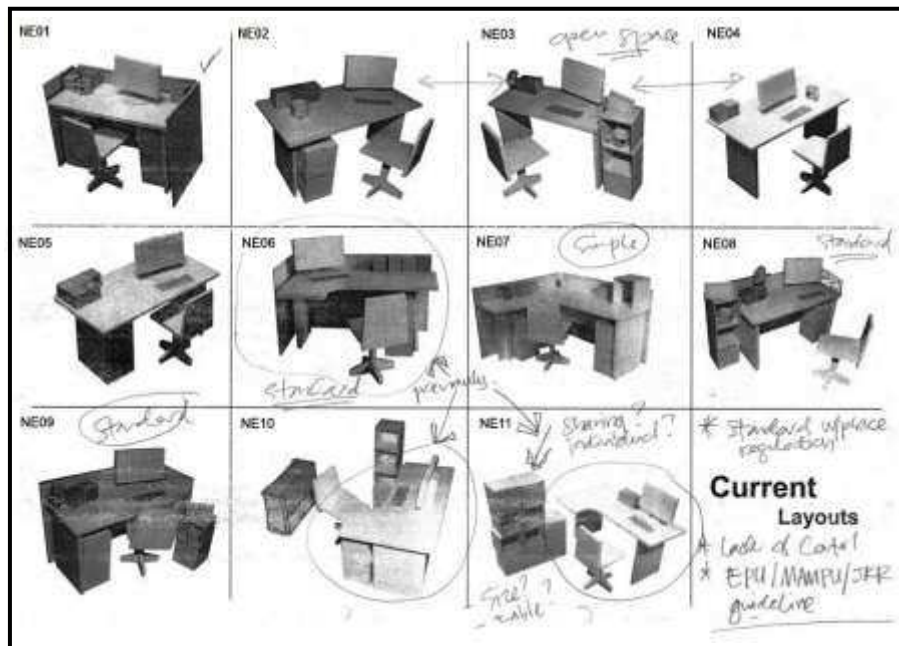 NE01
NE02
NE03
open space
NE04
NE05
NE06
NE07
Simple
NE08
Standard
standard
previously
NE09
Standard
NE10
NE11
Sharing?
individual?
* Standard w/place
regulation
Current
Layouts
* Lack of
* EPU/MAMPU/JKR
guideline
Size?
table